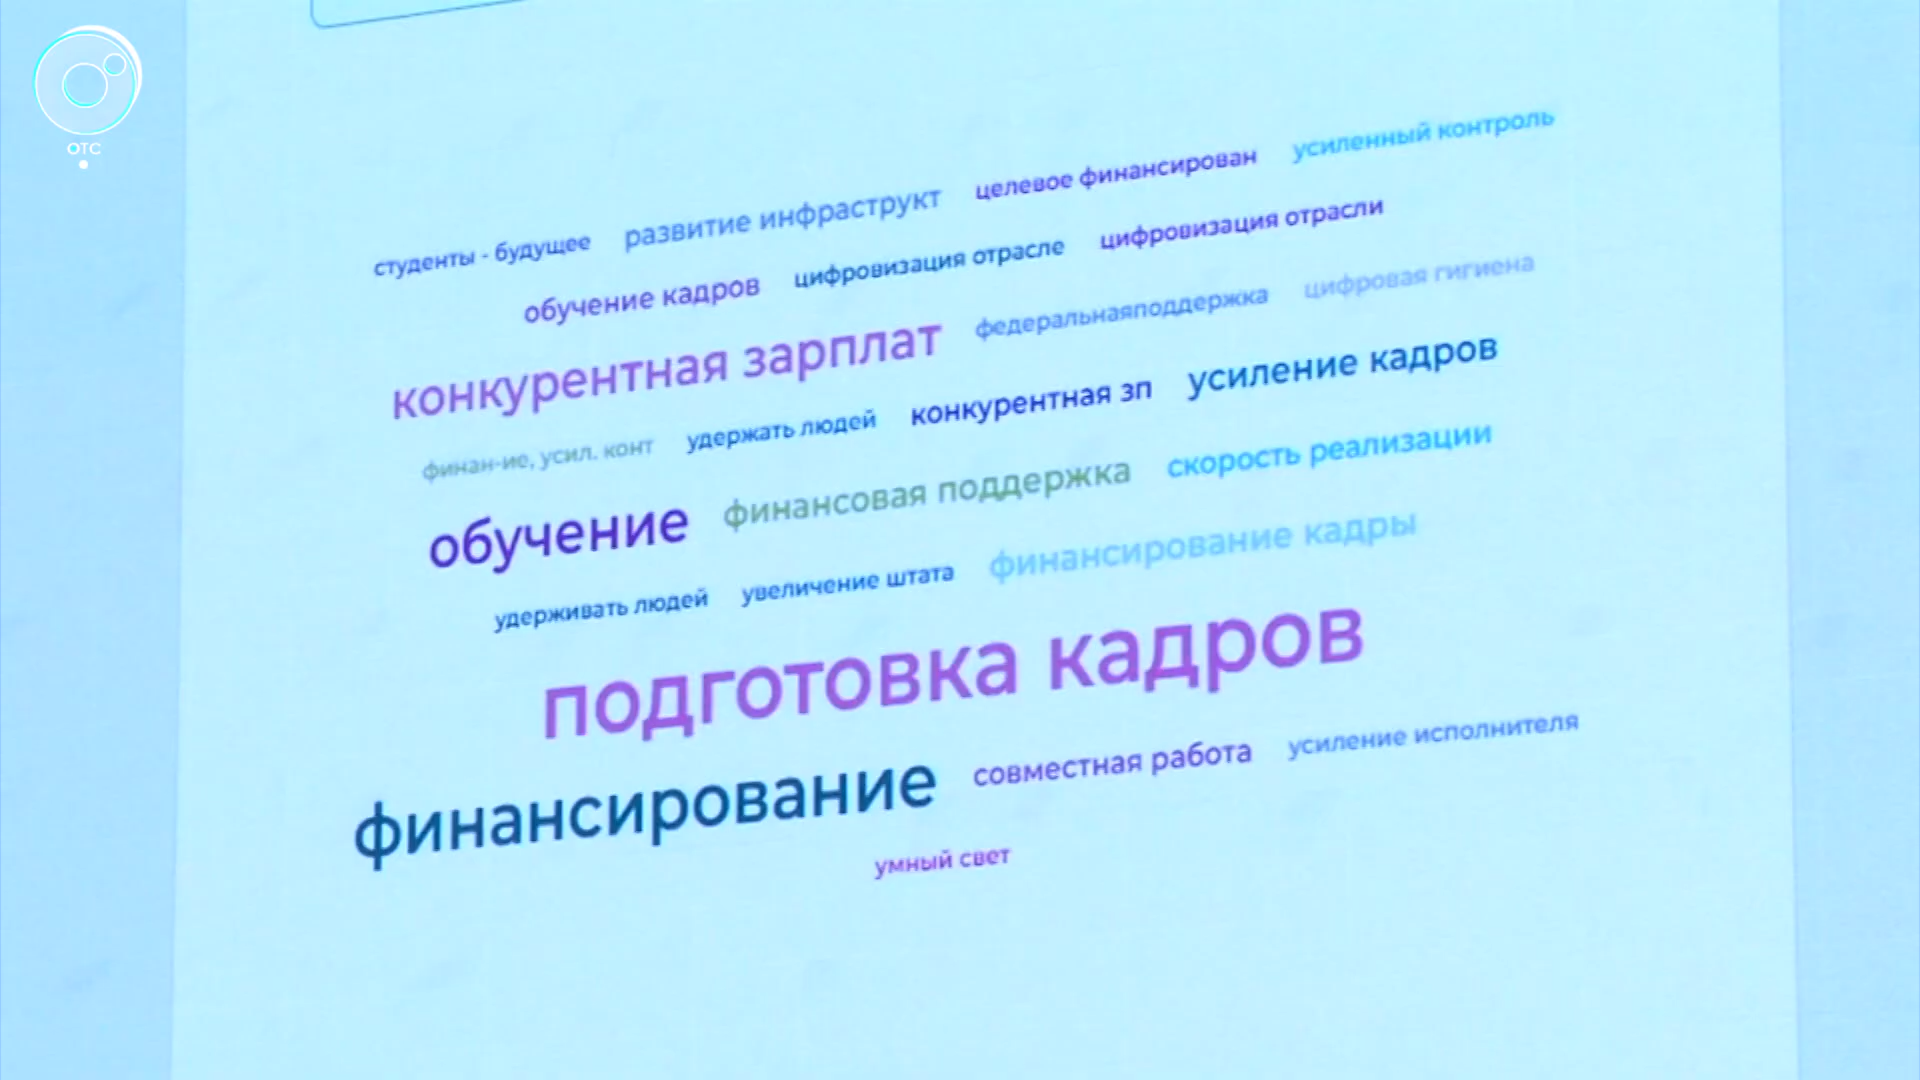 ОТС
студенты - будущее развитие инфраструкт целевое финансирован усиленный контроль
обучение кадров цифровизация отрасле цифровизация отрасли
конкурентная зарплат федеральнаяподдержка цифровая гигиена
финан-ие, усил. конт удержать людей конкурентная зп усиление кадров
обучение финансовая поддержка скорость реализации
удерживать людей увеличение штата финансирование кадры
подготовка кадров
финансирование совместная работа усиление исполнителя
умный свет